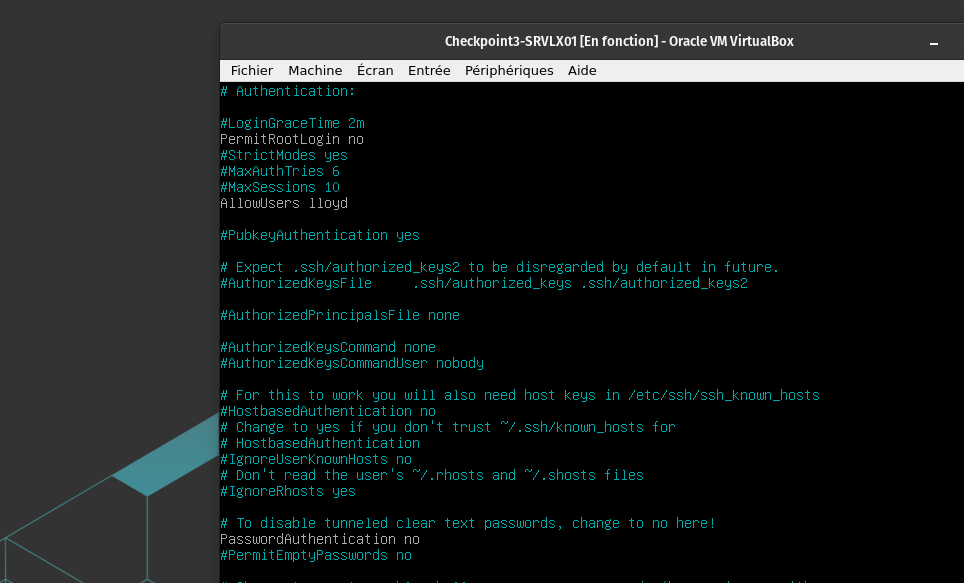 Checkpoint3-SRVLX01 [En fonction] - Oracle VM VirtualBox
Fichier Machine Écran Entrée Périphériques Aide
# Authentication:
#LoginGraceTime 2m
PermitRootLogin no
#StrictModes yes
#MaxAuthTries 6
#MaxSessions 10
AllowUsers lloyd
#PubkeyAuthentication yes
# Expect .ssh/authorized_keys2 to be disregarded by default in future.
#AuthorizedKeysFile     .ssh/authorized_keys .ssh/authorized_keys2
#AuthorizedPrincipalsFile none
#AuthorizedKeysCommand none
#AuthorizedKeysCommandUser nobody
# For this to work you will also need host keys in /etc/ssh/ssh_known_hosts
#HostbasedAuthentication no
# Change to yes if you don't trust ~/.ssh/known_hosts for
# HostbasedAuthentication
#IgnoreUserKnownHosts no
# Don't read the user's ~/.rhosts and ~/.shosts files
#IgnoreRhosts yes
# To disable tunneled clear text passwords, change to no here!
PasswordAuthentication no
#PermitEmptyPasswords no